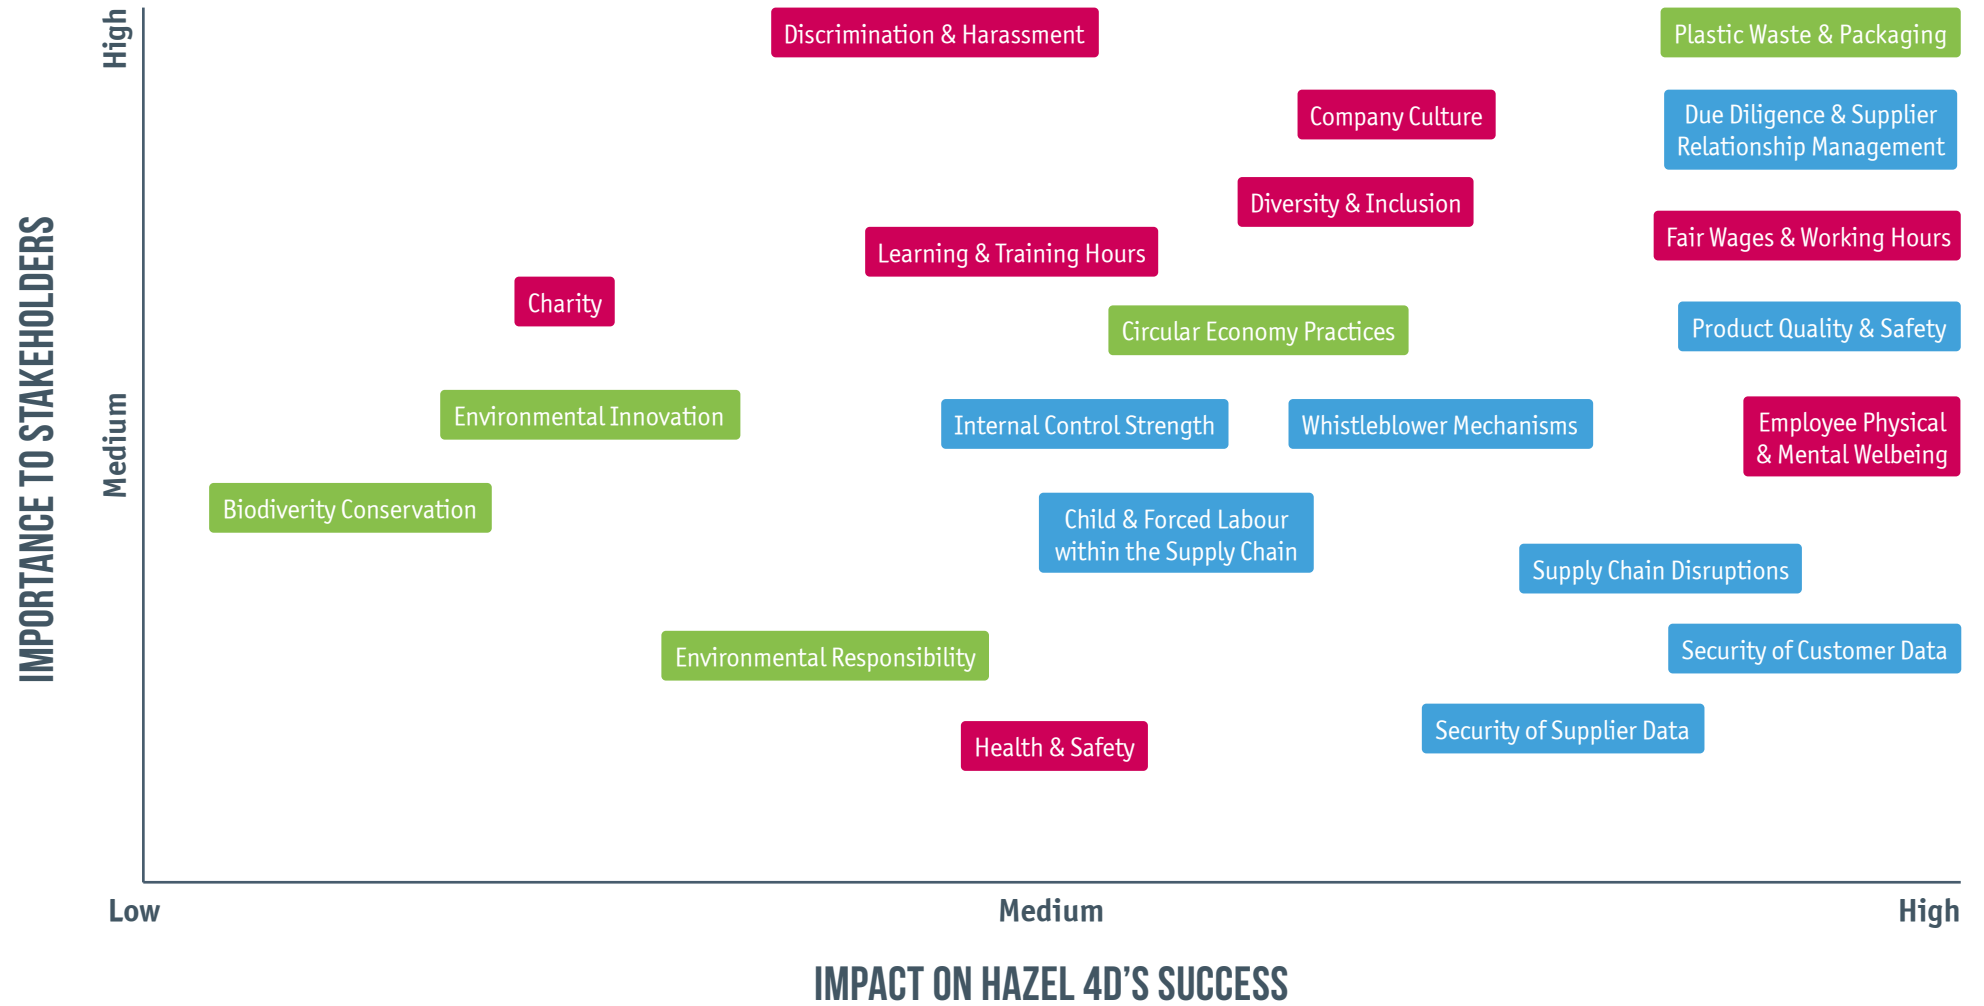 High
Discrimination & Harassment
Plastic Waste & Packaging
Company Culture
Due Diligence & Supplier
Relationship Management
Diversity & Inclusion
Fair Wages & Working Hours
Learning & Training Hours
Charity
Circular Economy Practices
Product Quality & Safety
IMPORTANCE TO STAKEHOLDERS
Medium
Environmental Innovation
Internal Control Strength
Whistleblower Mechanisms
Employee Physical
& Mental Welbeing
Biodiverity Conservation
Child & Forced Labour
within the Supply Chain
Supply Chain Disruptions
Environmental Responsibility
Security of Customer Data
Security of Supplier Data
Health & Safety
Low
Medium
High
IMPACT ON HAZEL 4D'S SUCCESS